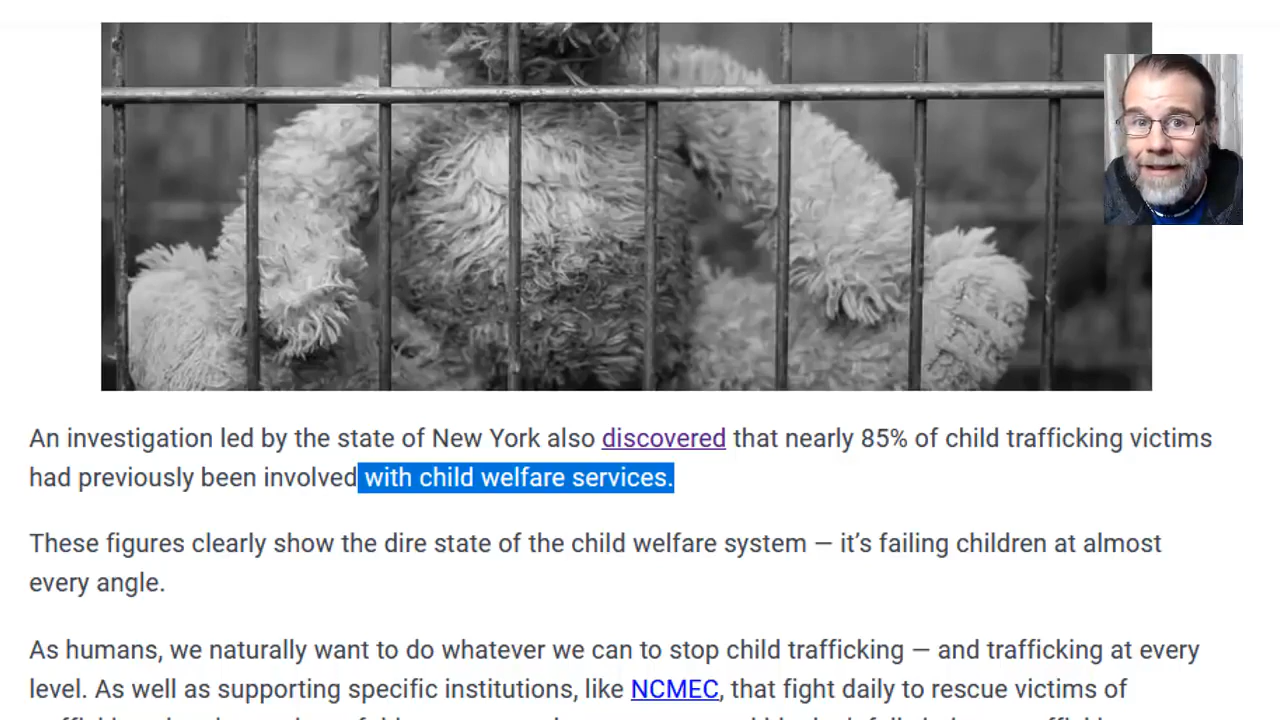 An investigation led by the state of New York also discovered that nearly 85% of child trafficking victims
had previously been involved with child welfare services.
These figures clearly show the dire state of the child welfare system — it’s failing children at almost
every angle.
As humans, we naturally want to do whatever we can to stop child trafficking — and trafficking at every
level. As well as supporting specific institutions, like NCMEC, that fight daily to rescue victims of